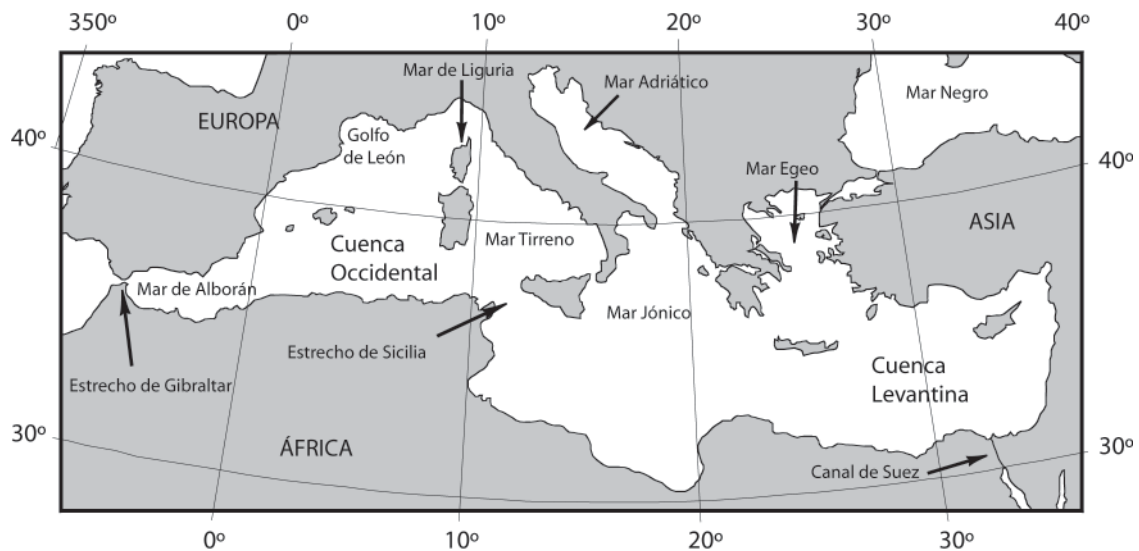 350º 0º 10º 20º 30º 40º
Mar de Liguria
Mar Adriático
Mar Negro
EUROPA
Golfo
de León
40º
40º
Mar Egeo
ASIA
Mar Tirreno
Cuenca
Occidental
Mar de Alborán
Mar Jónico
Estrecho de Sicilia
Cuenca
Levantina
Estrecho de Gibraltar
30º
ÁFRICA
30º
Canal de Suez
0º 10º 20º 30º